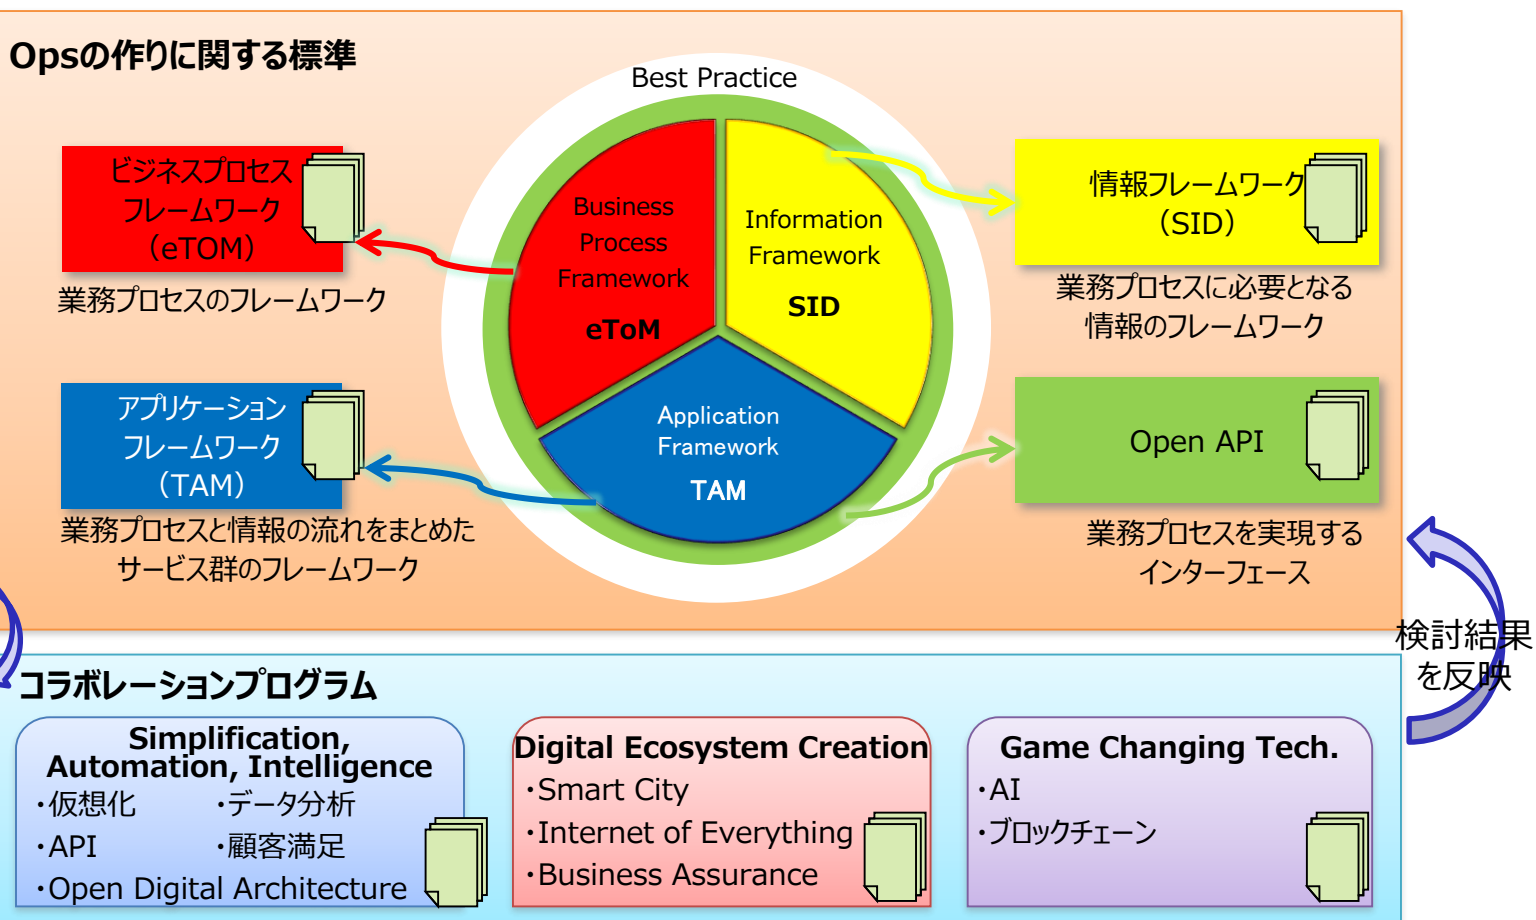 Opsの作りに関する標準
Best Practice
ビジネスプロセス
フレームワーク
（eTOM）
業務プロセスのフレームワーク
Business
Process
Framework
eToM
Information
Framework
SID
情報フレームワーク
（SID）
業務プロセスに必要となる
情報のフレームワーク
アプリケーション
フレームワーク
（TAM）
業務プロセスと情報の流れをまとめた
サービス群のフレームワーク
Application
Framework
TAM
Open API
業務プロセスを実現する
インターフェース
検討結果
を反映
コラボレーションプログラム
Simplification,
Automation, Intelligence
・仮想化 ・データ分析
・API ・顧客満足
・Open Digital Architecture
Digital Ecosystem Creation
・Smart City
・Internet of Everything
・Business Assurance
Game Changing Tech.
・AI
・ブロックチェーン